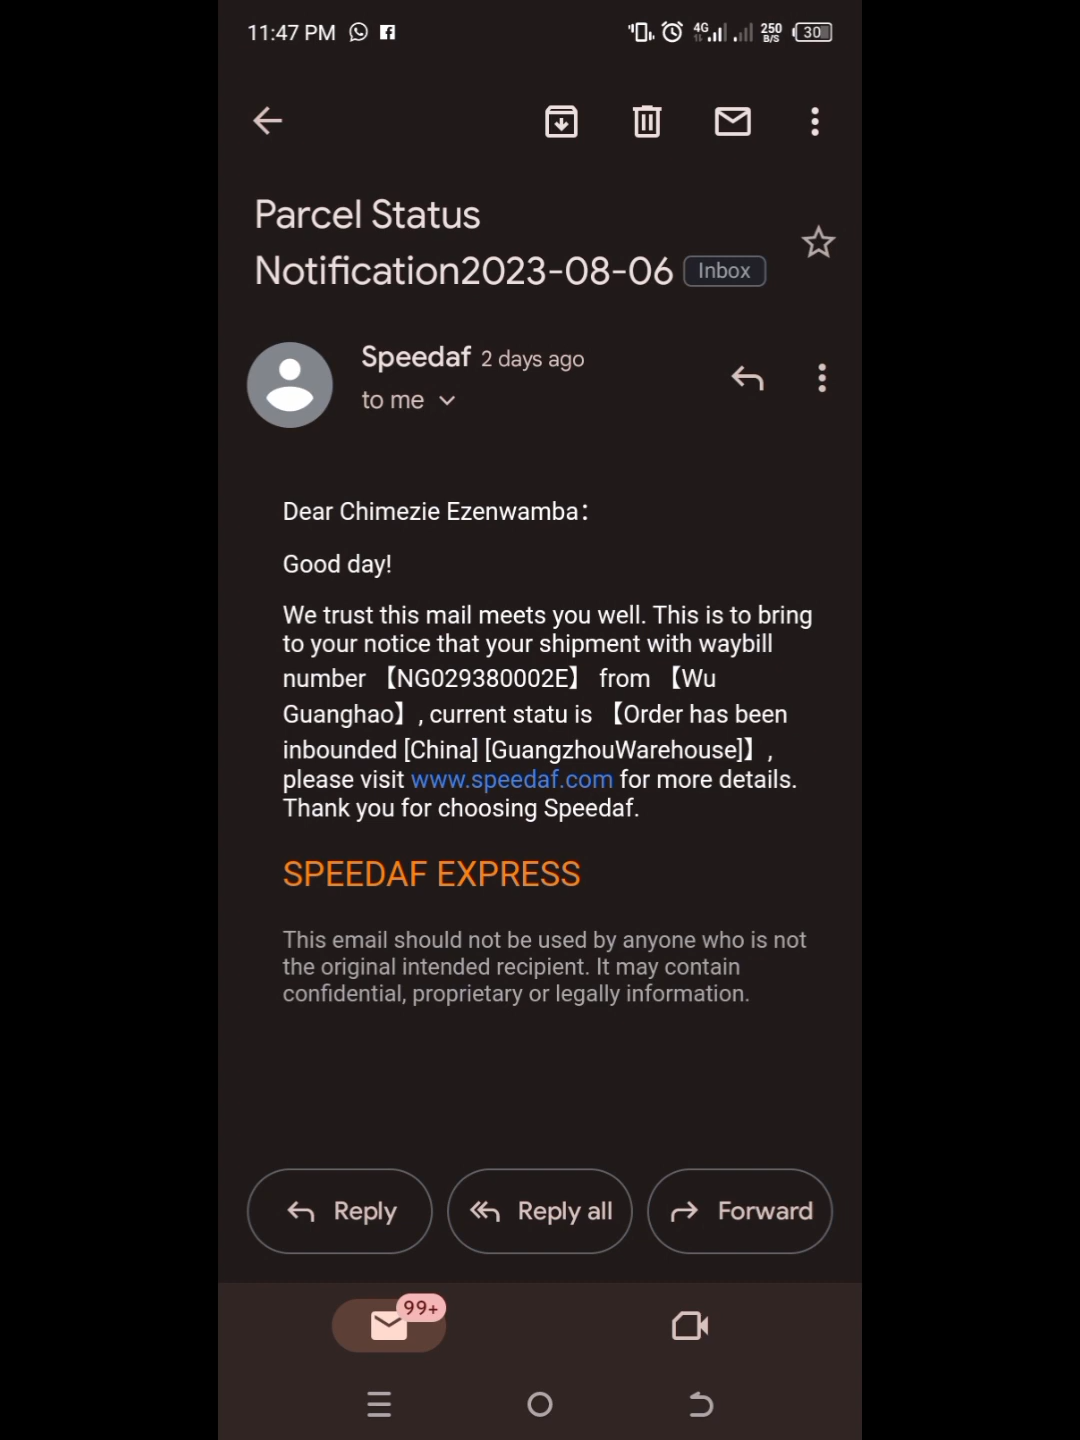 11:47 PM 4G 250 B/S 30
Parcel Status
Notification2023-08-06 Inbox
Speedaf 2 days ago
to me
Dear Chimezie Ezenwamba：
Good day!
We trust this mail meets you well. This is to bring
to your notice that your shipment with waybill
number 【NG029380002E】 from 【Wu
Guanghao】, current statu is 【Order has been
inbounded [China] [GuangzhouWarehouse]】,
please visit www.speedaf.com for more details.
Thank you for choosing Speedaf.
SPEEDAF EXPRESS
This email should not be used by anyone who is not
the original intended recipient. It may contain
confidential, proprietary or legally information.
Reply Reply all Forward
99+